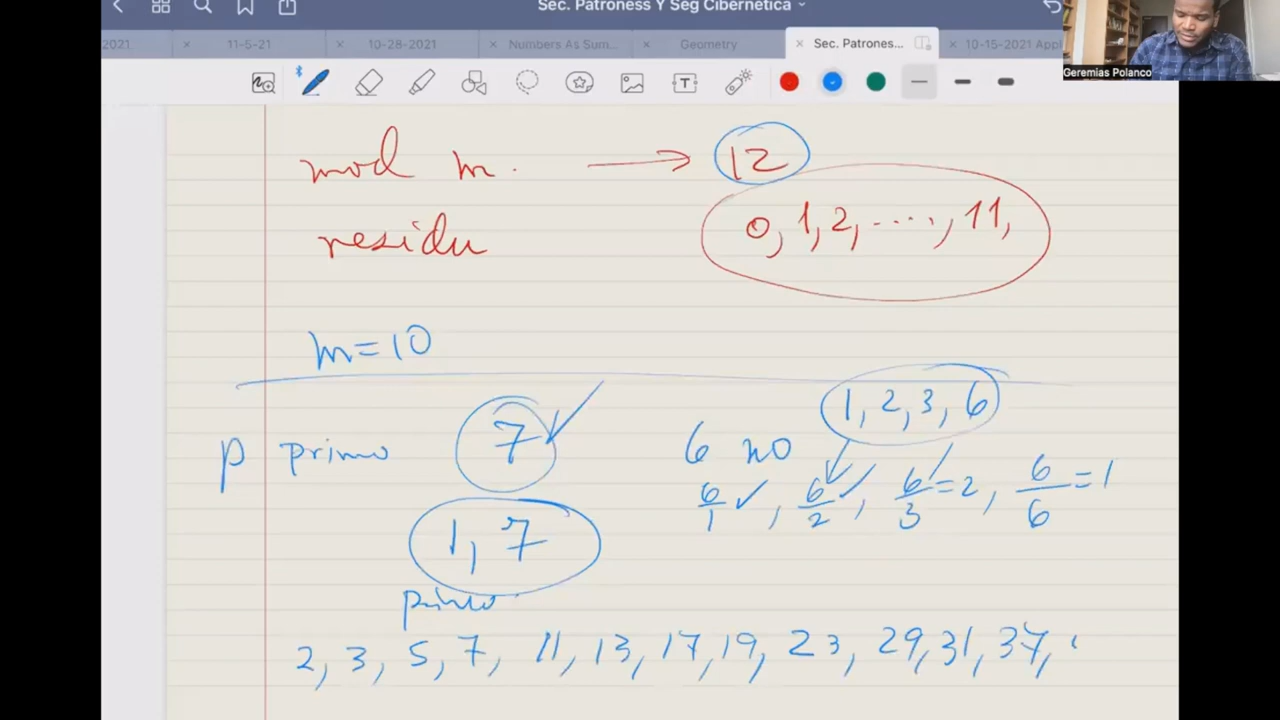 Sec. Patroness Y Seg Cibernetica
2021
11-5-21
10-28-2021
Numbers As Sum...
Geometry
Sec. Patrones...
10-15-2021 Appl
Geremias Polanco
mod m. → 12
residu 0, 1, 2, ...., 11,
m=10
p primo 7 6 no 1, 2, 3, 6
6/1 ✓, 6/2 ✓, 6/3=2, 6/6=1
1, 7
primo
2, 3, 5, 7, 11, 13, 17, 19, 23, 29, 31, 37,